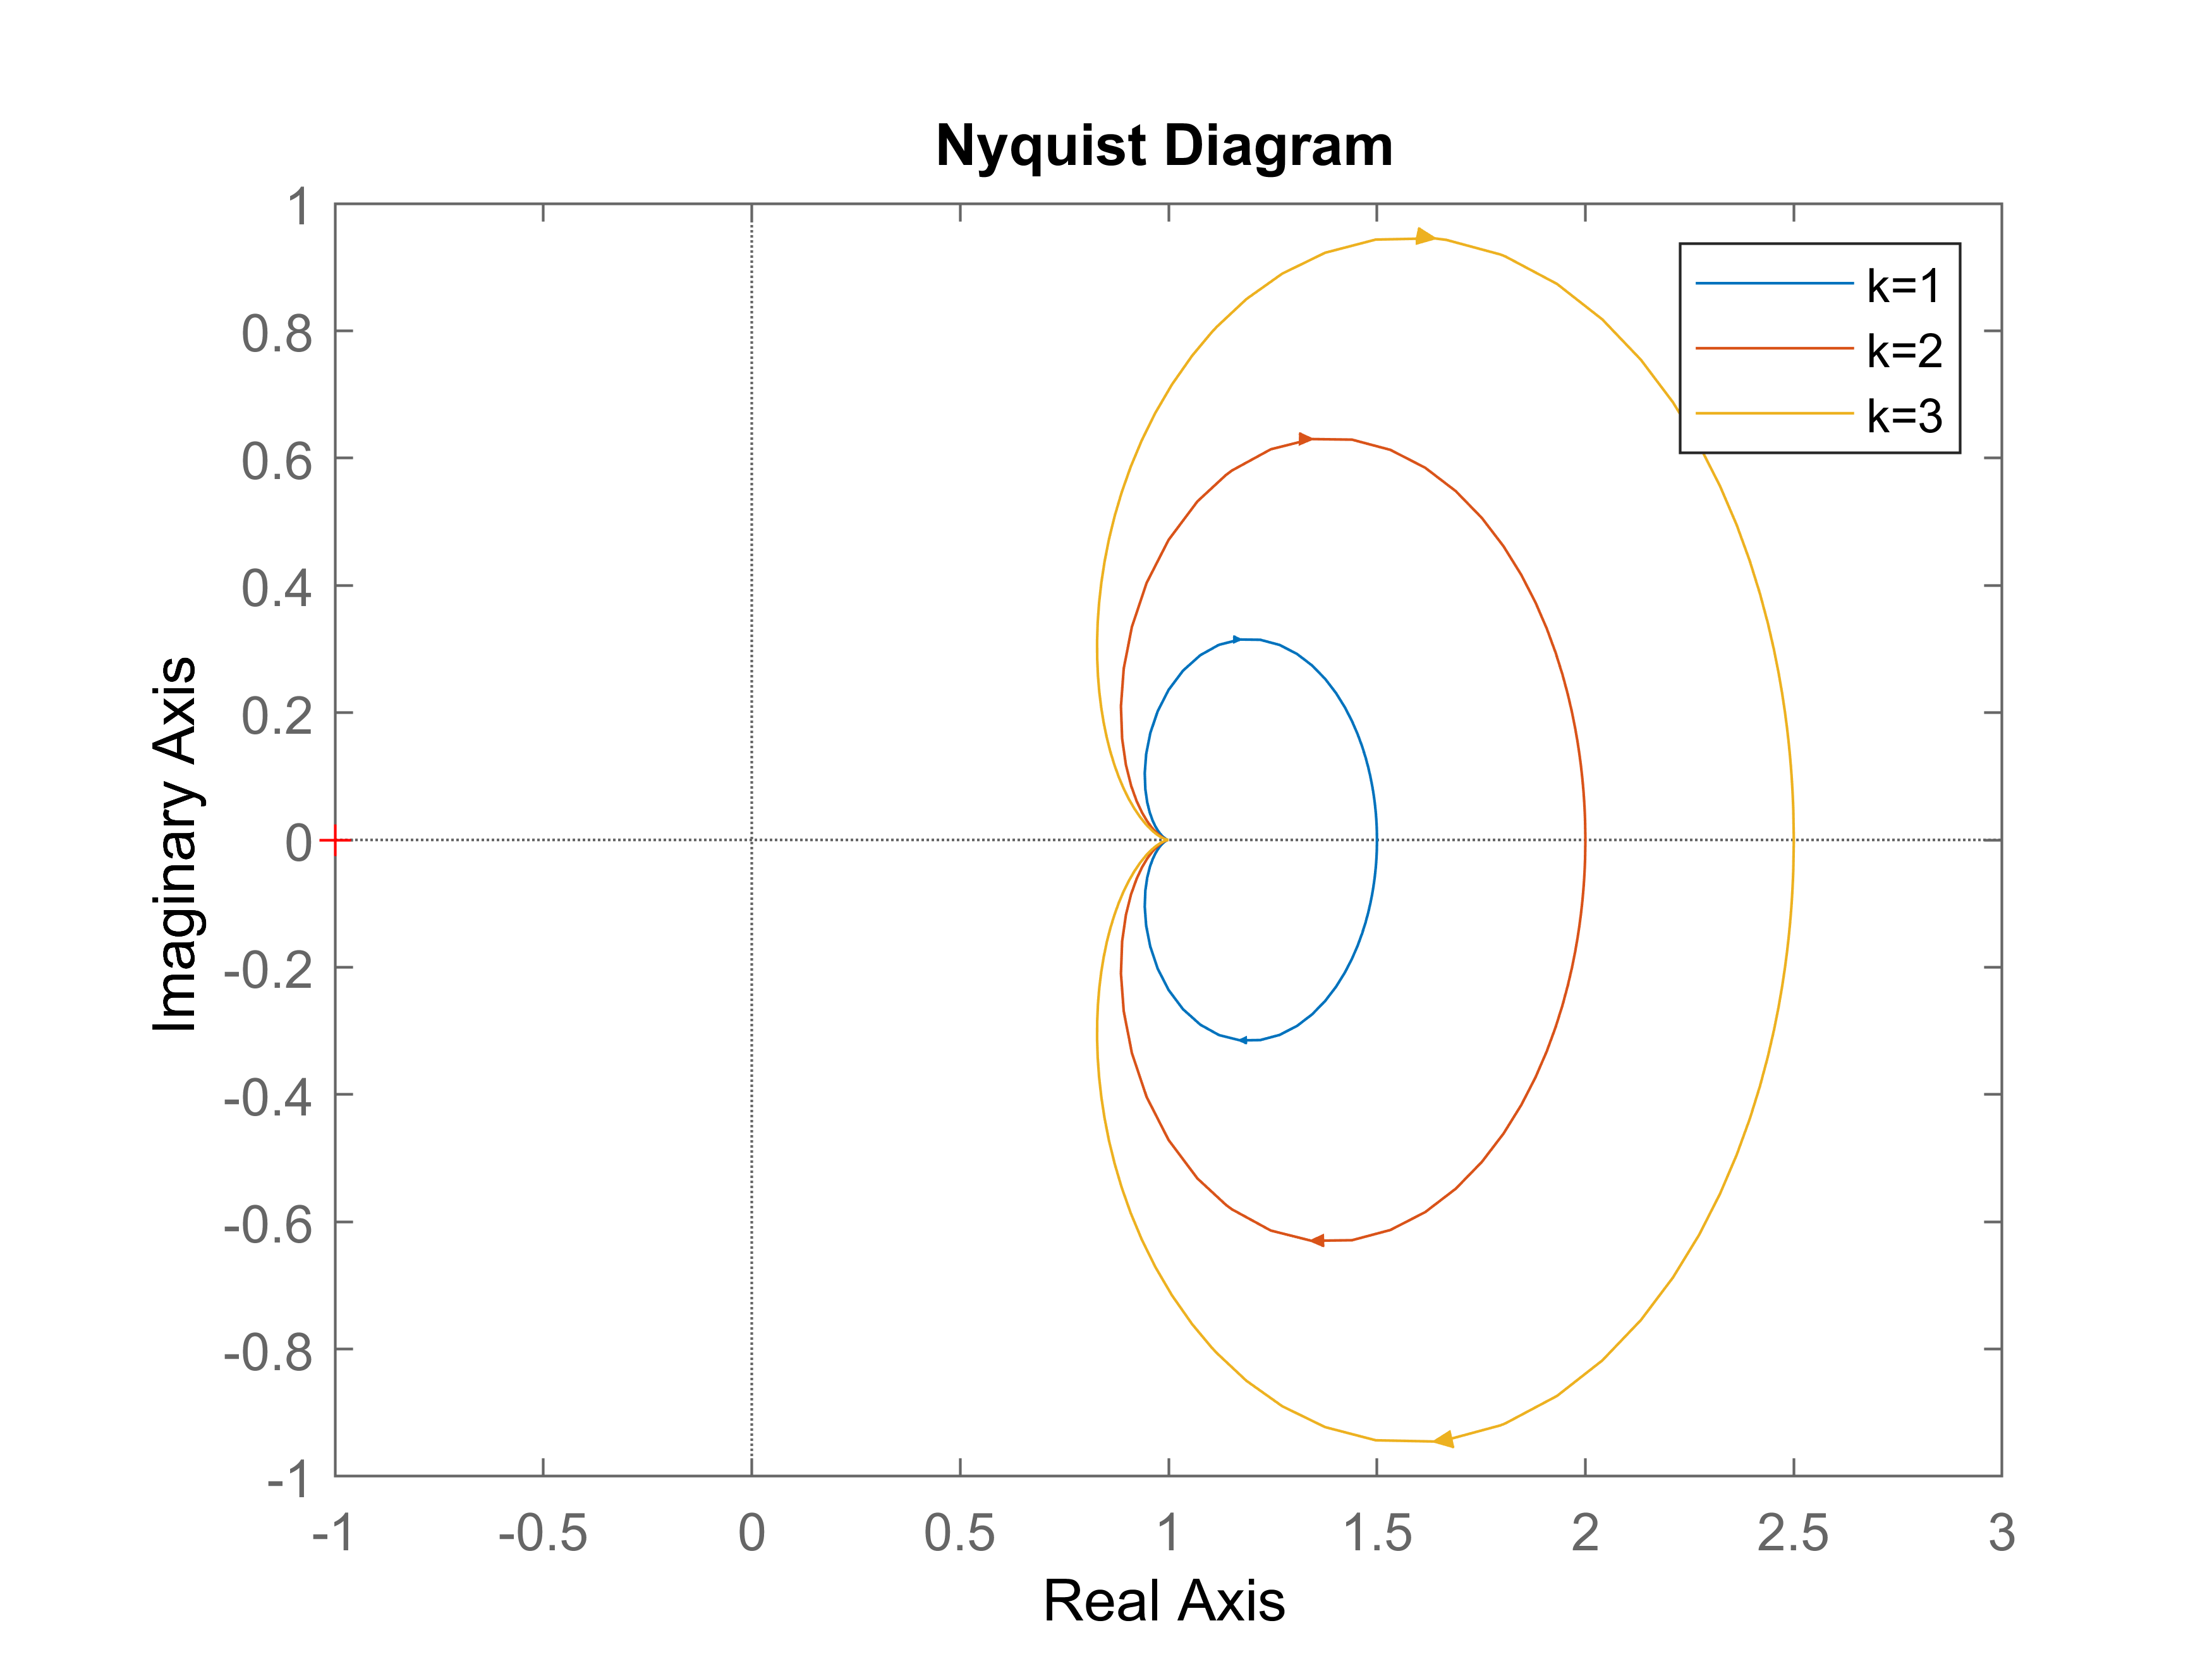 Nyquist Diagram
1
0.8
0.6
0.4
0.2
0
-0.2
-0.4
-0.6
-0.8
-1
Imaginary Axis
k=1
k=2
k=3
-1 -0.5 0 0.5 1 1.5 2 2.5 3
Real Axis